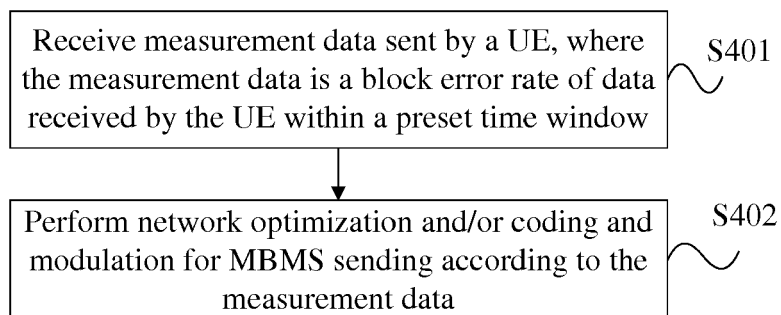 Receive measurement data sent by a UE, where
the measurement data is a block error rate of data
received by the UE within a preset time window
S401
Perform network optimization and/or coding and
modulation for MBMS sending according to the
measurement data
S402